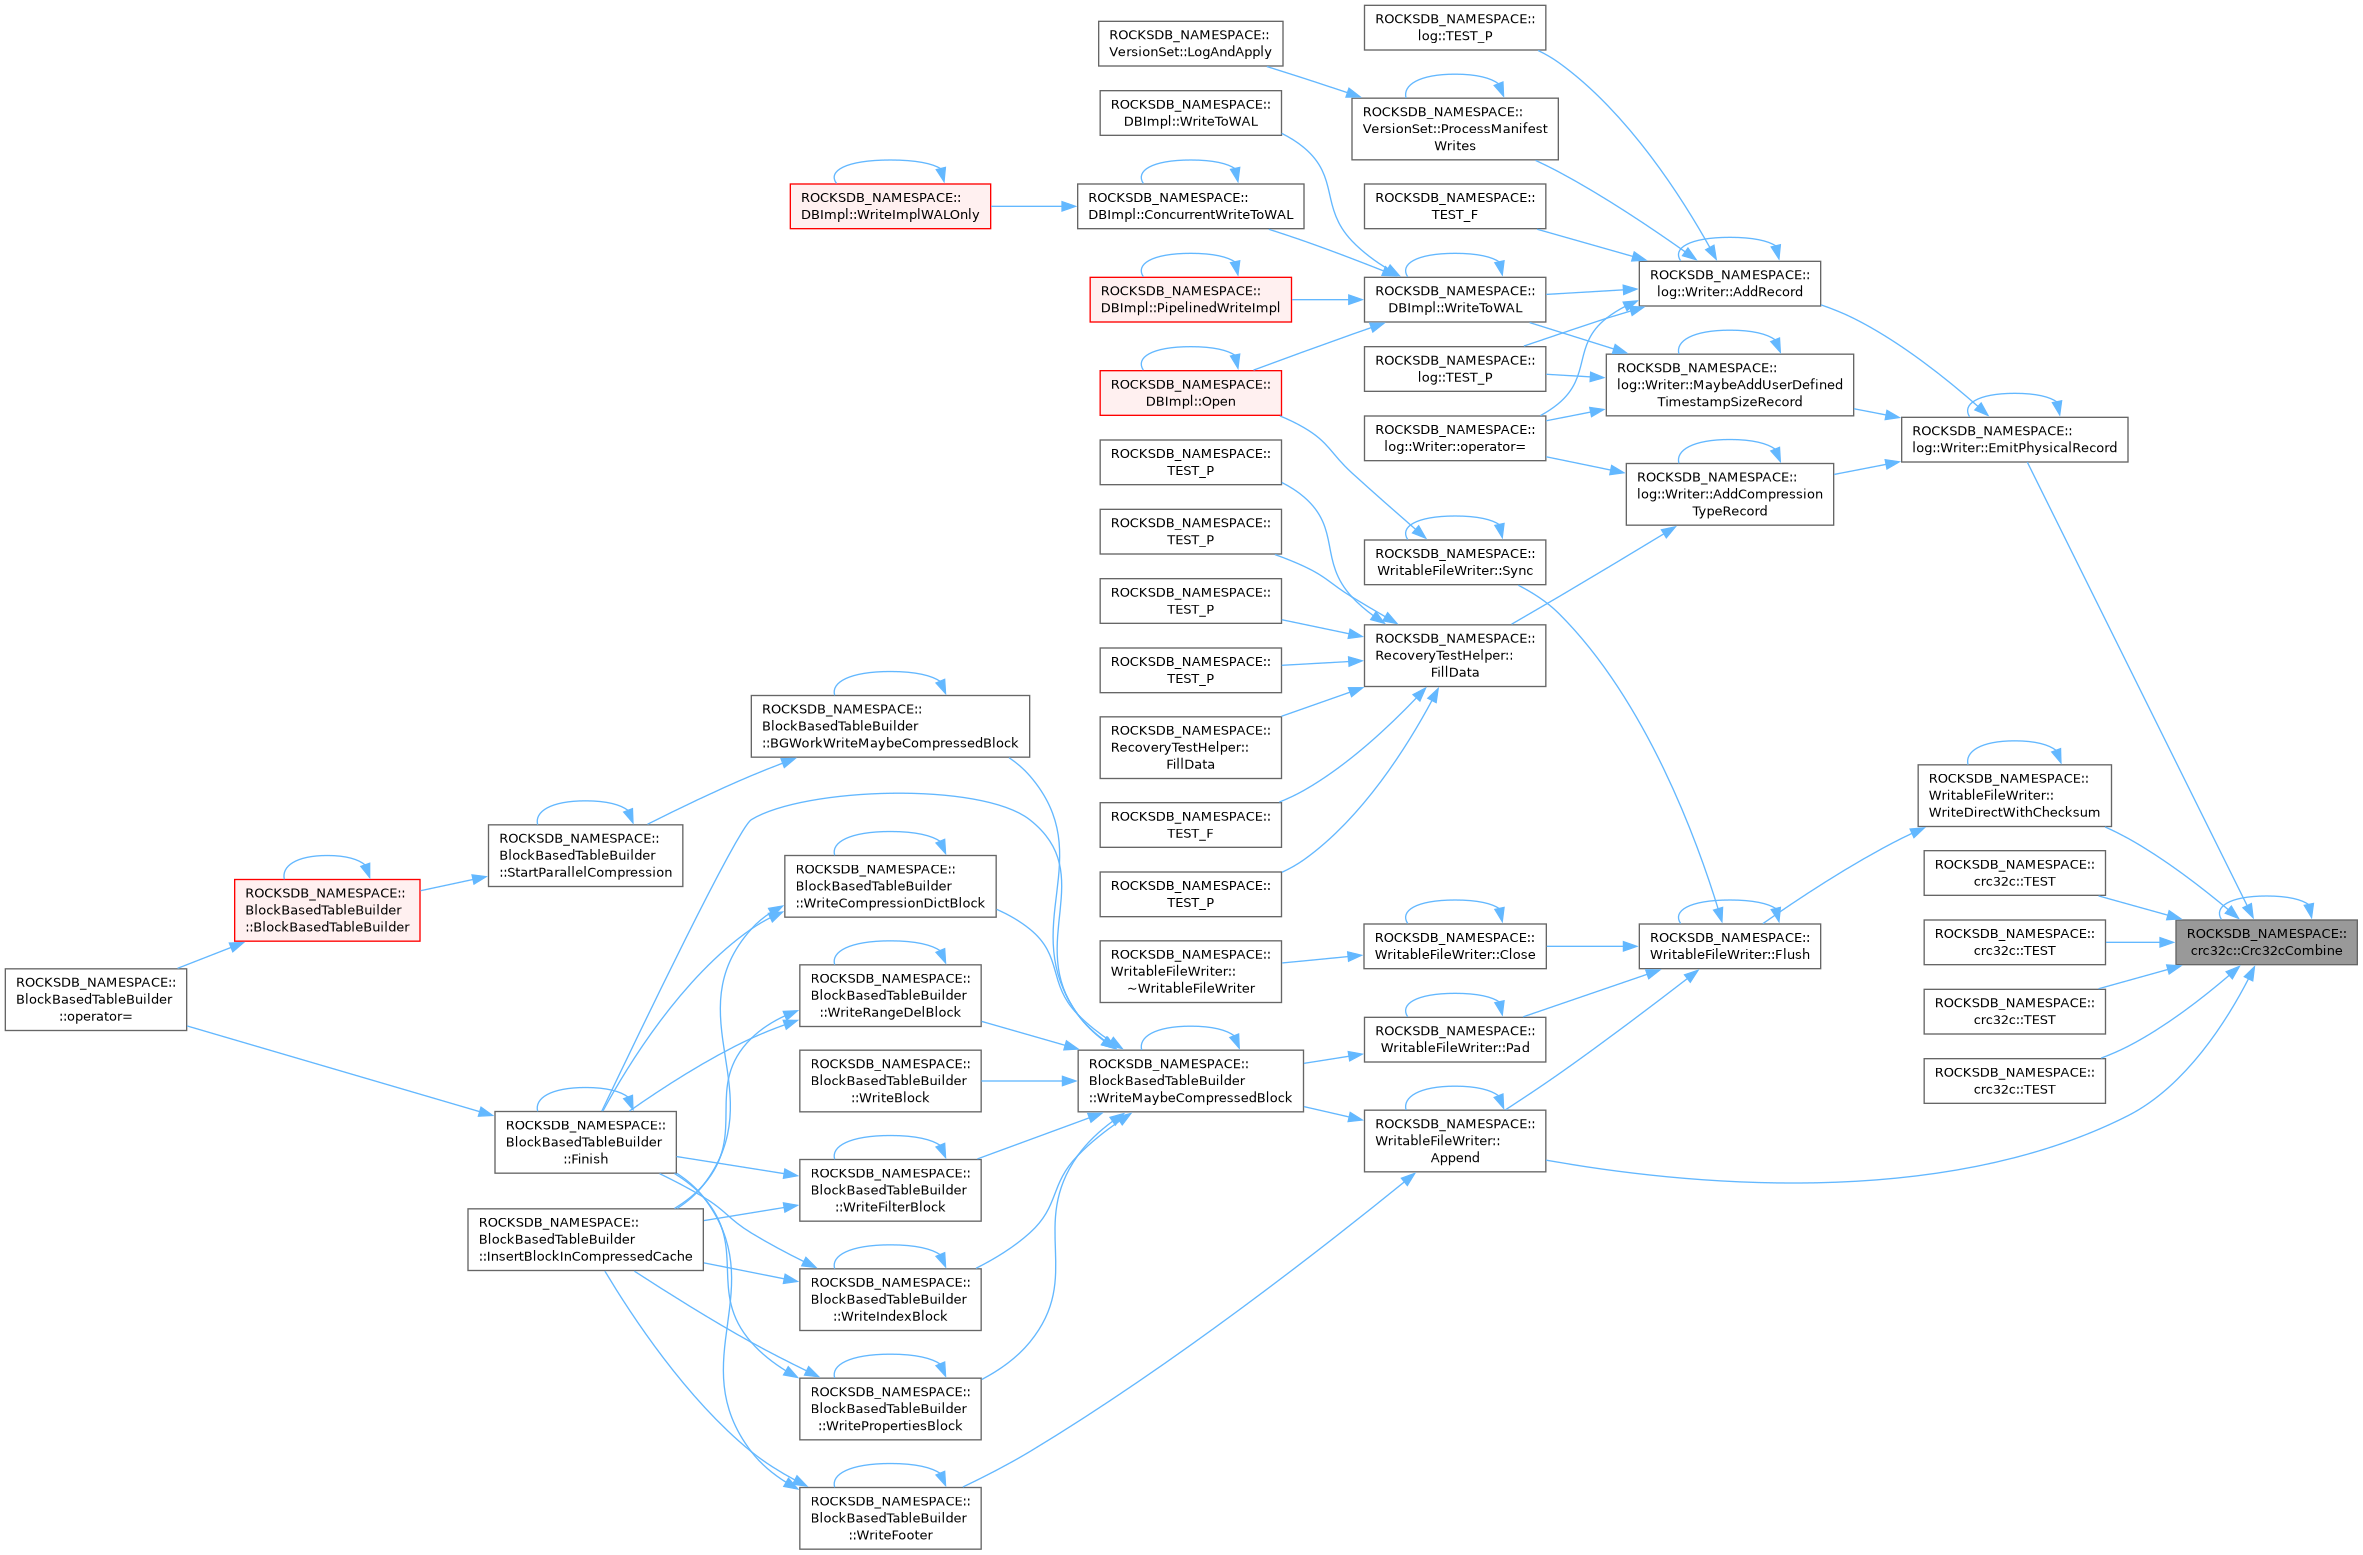 ROCKSDB_NAMESPACE::
log::TEST_P
ROCKSDB_NAMESPACE::
VersionSet::LogAndApply
ROCKSDB_NAMESPACE::
VersionSet::ProcessManifest
Writes
ROCKSDB_NAMESPACE::
DBImpl::WriteToWAL
ROCKSDB_NAMESPACE::
DBImpl::WriteImplWALOnly
ROCKSDB_NAMESPACE::
DBImpl::ConcurrentWriteToWAL
ROCKSDB_NAMESPACE::
TEST_F
ROCKSDB_NAMESPACE::
log::Writer::AddRecord
ROCKSDB_NAMESPACE::
DBImpl::PipelinedWriteImpl
ROCKSDB_NAMESPACE::
DBImpl::WriteToWAL
ROCKSDB_NAMESPACE::
DBImpl::Open
ROCKSDB_NAMESPACE::
log::TEST_P
ROCKSDB_NAMESPACE::
log::Writer::MaybeAddUserDefined
TimestampSizeRecord
ROCKSDB_NAMESPACE::
log::Writer::operator=
ROCKSDB_NAMESPACE::
log::Writer::EmitPhysicalRecord
ROCKSDB_NAMESPACE::
TEST_P
ROCKSDB_NAMESPACE::
log::Writer::AddCompression
TypeRecord
ROCKSDB_NAMESPACE::
TEST_P
ROCKSDB_NAMESPACE::
WritableFileWriter::Sync
ROCKSDB_NAMESPACE::
TEST_P
ROCKSDB_NAMESPACE::
RecoveryTestHelper::
FillData
ROCKSDB_NAMESPACE::
TEST_P
ROCKSDB_NAMESPACE::
BlockBasedTableBuilder
::BGWorkWriteMaybeCompressedBlock
ROCKSDB_NAMESPACE::
RecoveryTestHelper::
FillData
ROCKSDB_NAMESPACE::
WritableFileWriter::
WriteDirectWithChecksum
ROCKSDB_NAMESPACE::
TEST_F
ROCKSDB_NAMESPACE::
BlockBasedTableBuilder
::StartParallelCompression
ROCKSDB_NAMESPACE::
BlockBasedTableBuilder
::WriteCompressionDictBlock
ROCKSDB_NAMESPACE::
crc32c::TEST
ROCKSDB_NAMESPACE::
BlockBasedTableBuilder
::BlockBasedTableBuilder
ROCKSDB_NAMESPACE::
TEST_P
ROCKSDB_NAMESPACE::
crc32c::TEST
ROCKSDB_NAMESPACE::
crc32c::Crc32cCombine
ROCKSDB_NAMESPACE::
WritableFileWriter::Close
ROCKSDB_NAMESPACE::
WritableFileWriter::Flush
ROCKSDB_NAMESPACE::
WritableFileWriter::
~WritableFileWriter
ROCKSDB_NAMESPACE::
BlockBasedTableBuilder
::operator=
ROCKSDB_NAMESPACE::
BlockBasedTableBuilder
::WriteRangeDelBlock
ROCKSDB_NAMESPACE::
crc32c::TEST
ROCKSDB_NAMESPACE::
WritableFileWriter::Pad
ROCKSDB_NAMESPACE::
BlockBasedTableBuilder
::WriteBlock
ROCKSDB_NAMESPACE::
BlockBasedTableBuilder
::WriteMaybeCompressedBlock
ROCKSDB_NAMESPACE::
crc32c::TEST
ROCKSDB_NAMESPACE::
BlockBasedTableBuilder
::Finish
ROCKSDB_NAMESPACE::
WritableFileWriter::
Append
ROCKSDB_NAMESPACE::
BlockBasedTableBuilder
::WriteFilterBlock
ROCKSDB_NAMESPACE::
BlockBasedTableBuilder
::InsertBlockInCompressedCache
ROCKSDB_NAMESPACE::
BlockBasedTableBuilder
::WriteIndexBlock
ROCKSDB_NAMESPACE::
BlockBasedTableBuilder
::WritePropertiesBlock
ROCKSDB_NAMESPACE::
BlockBasedTableBuilder
::WriteFooter